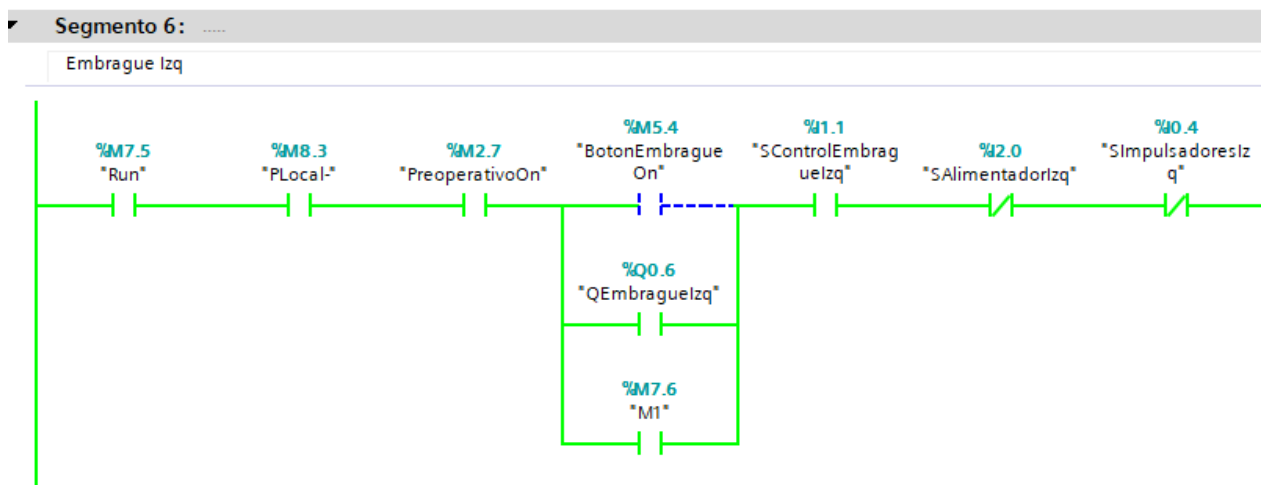 Segmento 6: .....
Embrague Izq
%M7.5
"Run"
%M8.3
"PLocal-"
%M2.7
"PreoperativoOn"
%M5.4
"BotonEmbrague
On"
%I1.1
"SControlEmbrag
ueIzq"
%I2.0
"SAlimentadorIzq"
%I0.4
"SImpulsadoresIz
q"
%Q0.6
"QEmbragueIzq"
%M7.6
"M1"